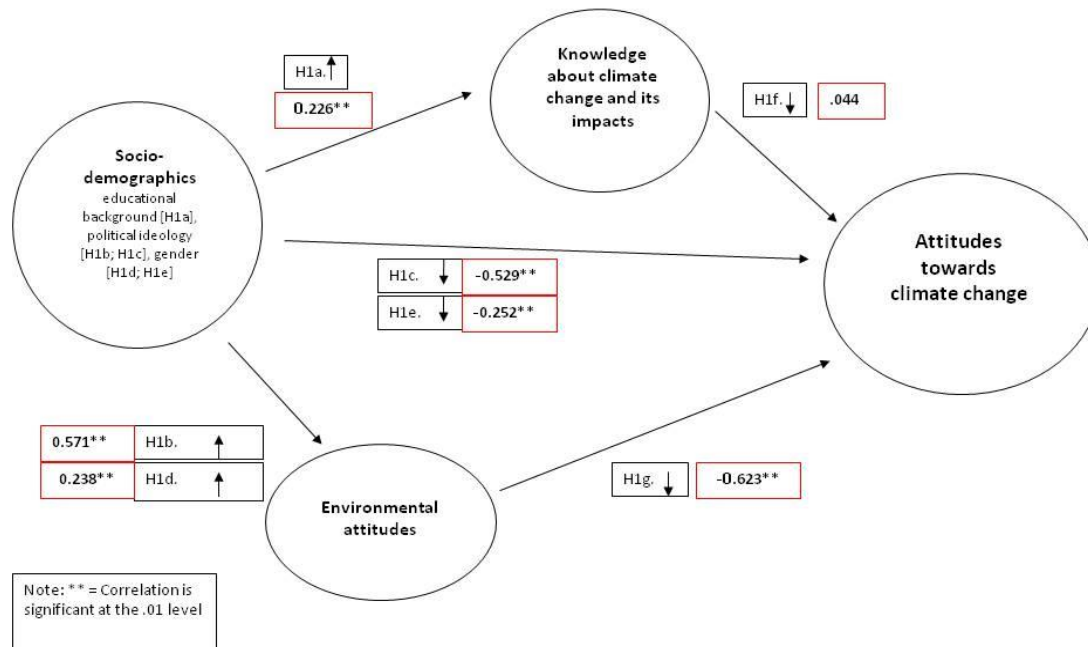 Knowledge
about climate
change and its
impacts
H1a.
0.226**
H1f.
.044
Socio-
demographics
educational
background [H1a],
political ideology
[H1b; H1c], gender
[H1d; H1e]
Attitudes
towards
climate change
H1c.
-0.529**
H1e.
-0.252**
0.571**
H1b.
0.238**
H1d.
Environmental
attitudes
H1g.
-0.623**
Note: ** = Correlation is
significant at the .01 level